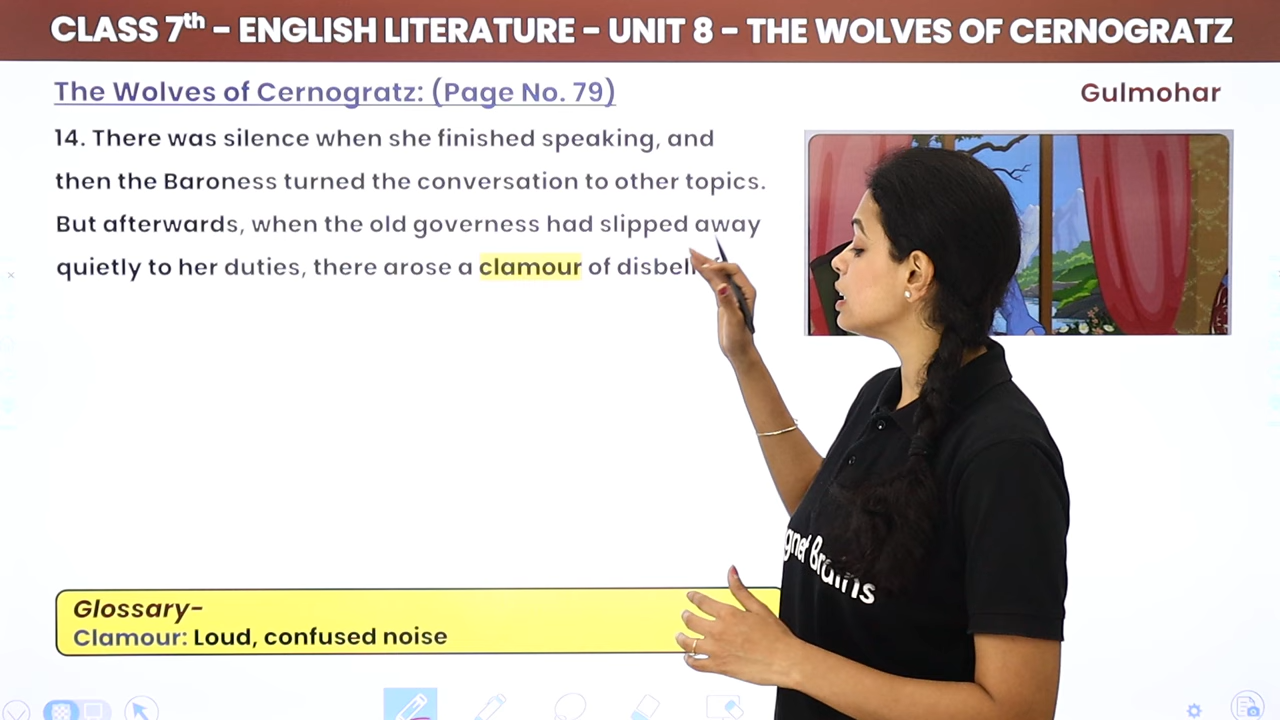 CLASS 7th – ENGLISH LITERATURE – UNIT 8 – THE WOLVES OF CERNOGRATZ
The Wolves of Cernogratz: (Page No. 79)
Gulmohar
14. There was silence when she finished speaking, and
then the Baroness turned the conversation to other topics.
But afterwards, when the old governess had slipped away
quietly to her duties, there arose a clamour of
Glossary-
Clamour: Loud, confused noise
Brains